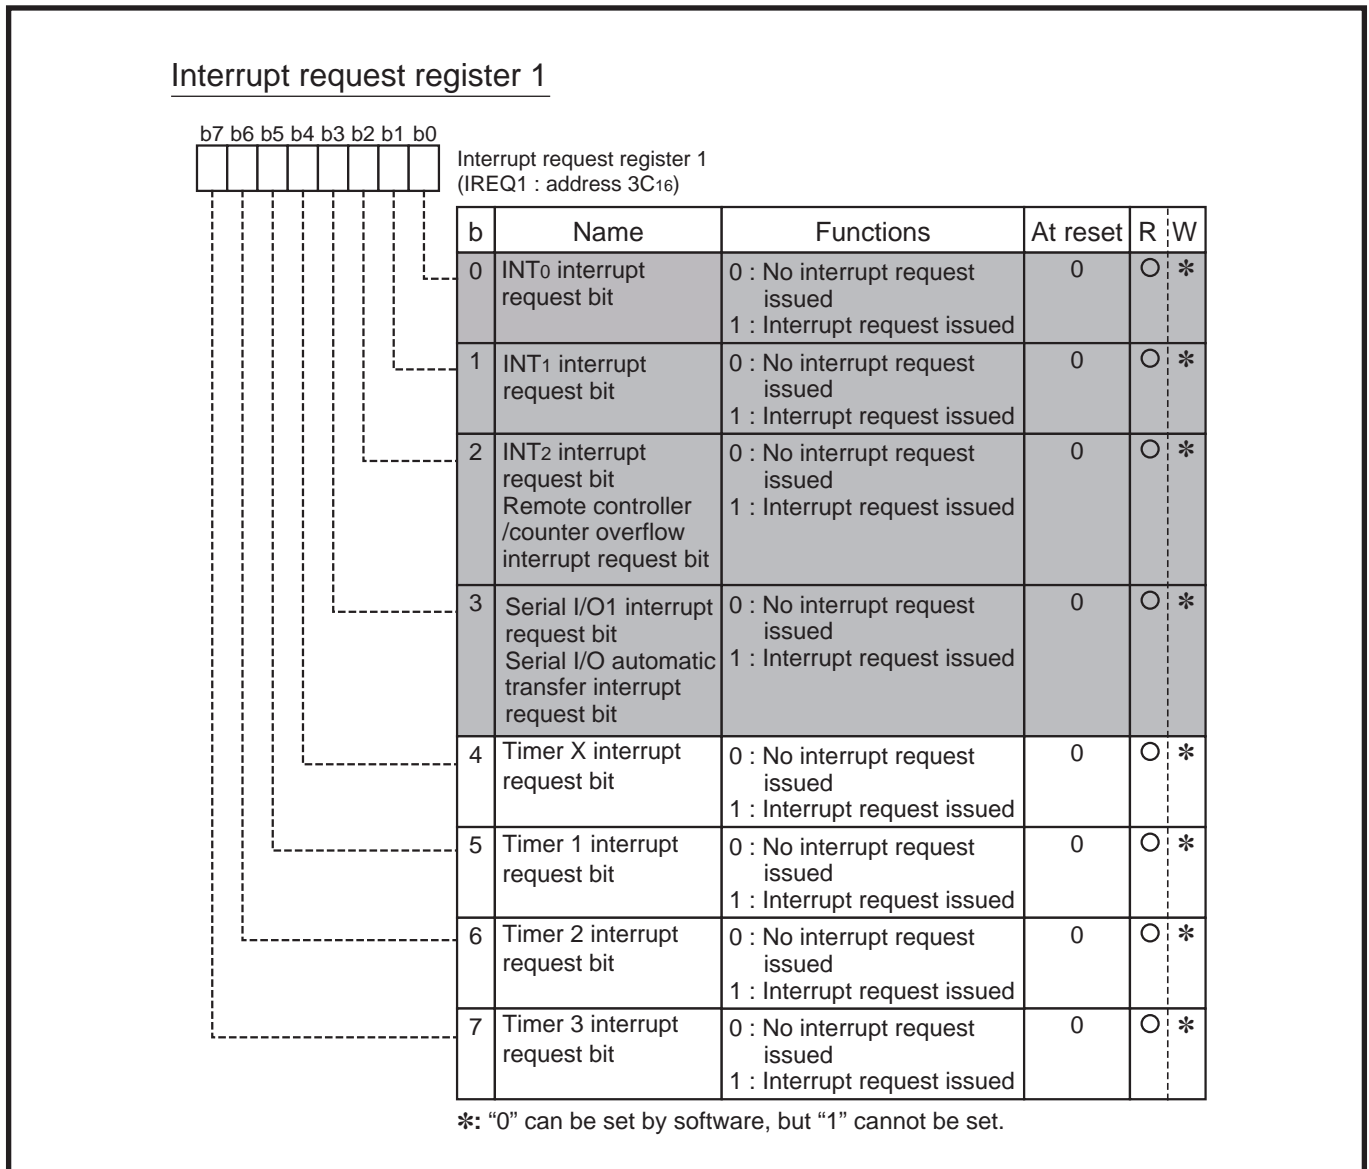 Interrupt request register 1
b7 b6 b5 b4 b3 b2 b1 b0
Interrupt request register 1
(IREQ1 : address 3C16)
b Name Functions At reset R W
0 INT0 interrupt request bit 0 : No interrupt request issued 0 ○ ✻
1 : Interrupt request issued
1 INT1 interrupt request bit 0 : No interrupt request issued 0 ○ ✻
1 : Interrupt request issued
2 INT2 interrupt request bit 0 : No interrupt request issued 0 ○ ✻
Remote controller /counter overflow interrupt request bit 1 : Interrupt request issued
3 Serial I/O1 interrupt request bit 0 : No interrupt request issued 0 ○ ✻
Serial I/O automatic transfer interrupt request bit 1 : Interrupt request issued
4 Timer X interrupt request bit 0 : No interrupt request issued 0 ○ ✻
1 : Interrupt request issued
5 Timer 1 interrupt request bit 0 : No interrupt request issued 0 ○ ✻
1 : Interrupt request issued
6 Timer 2 interrupt request bit 0 : No interrupt request issued 0 ○ ✻
1 : Interrupt request issued
7 Timer 3 interrupt request bit 0 : No interrupt request issued 0 ○ ✻
1 : Interrupt request issued
✻: “0” can be set by software, but “1” cannot be set.